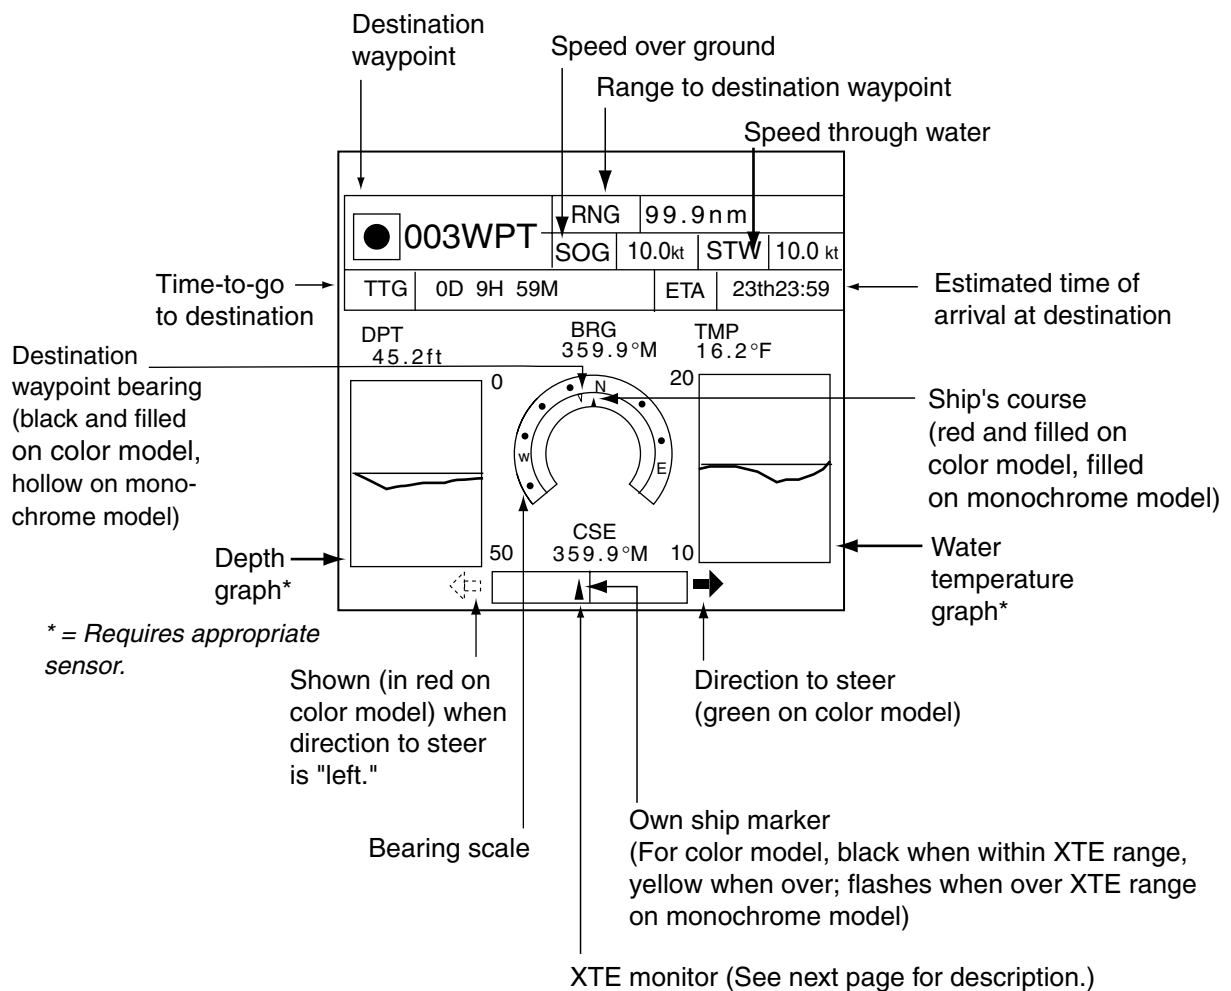 Destination
waypoint
Speed over ground
Range to destination waypoint
Speed through water
003WPT
RNG 99.9nm
SOG 10.0kt STW 10.0 kt
Time-to-go
to destination
TTG 0D 9H 59M ETA 23th23:59
Estimated time of
arrival at destination
DPT
45.2ft
BRG
359.9°M
TMP
16.2°F
Destination
waypoint bearing
(black and filled
on color model,
hollow on mono-
chrome model)
0
N
W
E
20
Ship's course
(red and filled on
color model, filled
on monochrome model)
Depth
graph*
50
CSE
359.9°M
10
Water
temperature
graph*
* = Requires appropriate
sensor.
Shown (in red on
color model) when
direction to steer
is "left."
Direction to steer
(green on color model)
Bearing scale
Own ship marker
(For color model, black when within XTE range,
yellow when over; flashes when over XTE range
on monochrome model)
XTE monitor (See next page for description.)